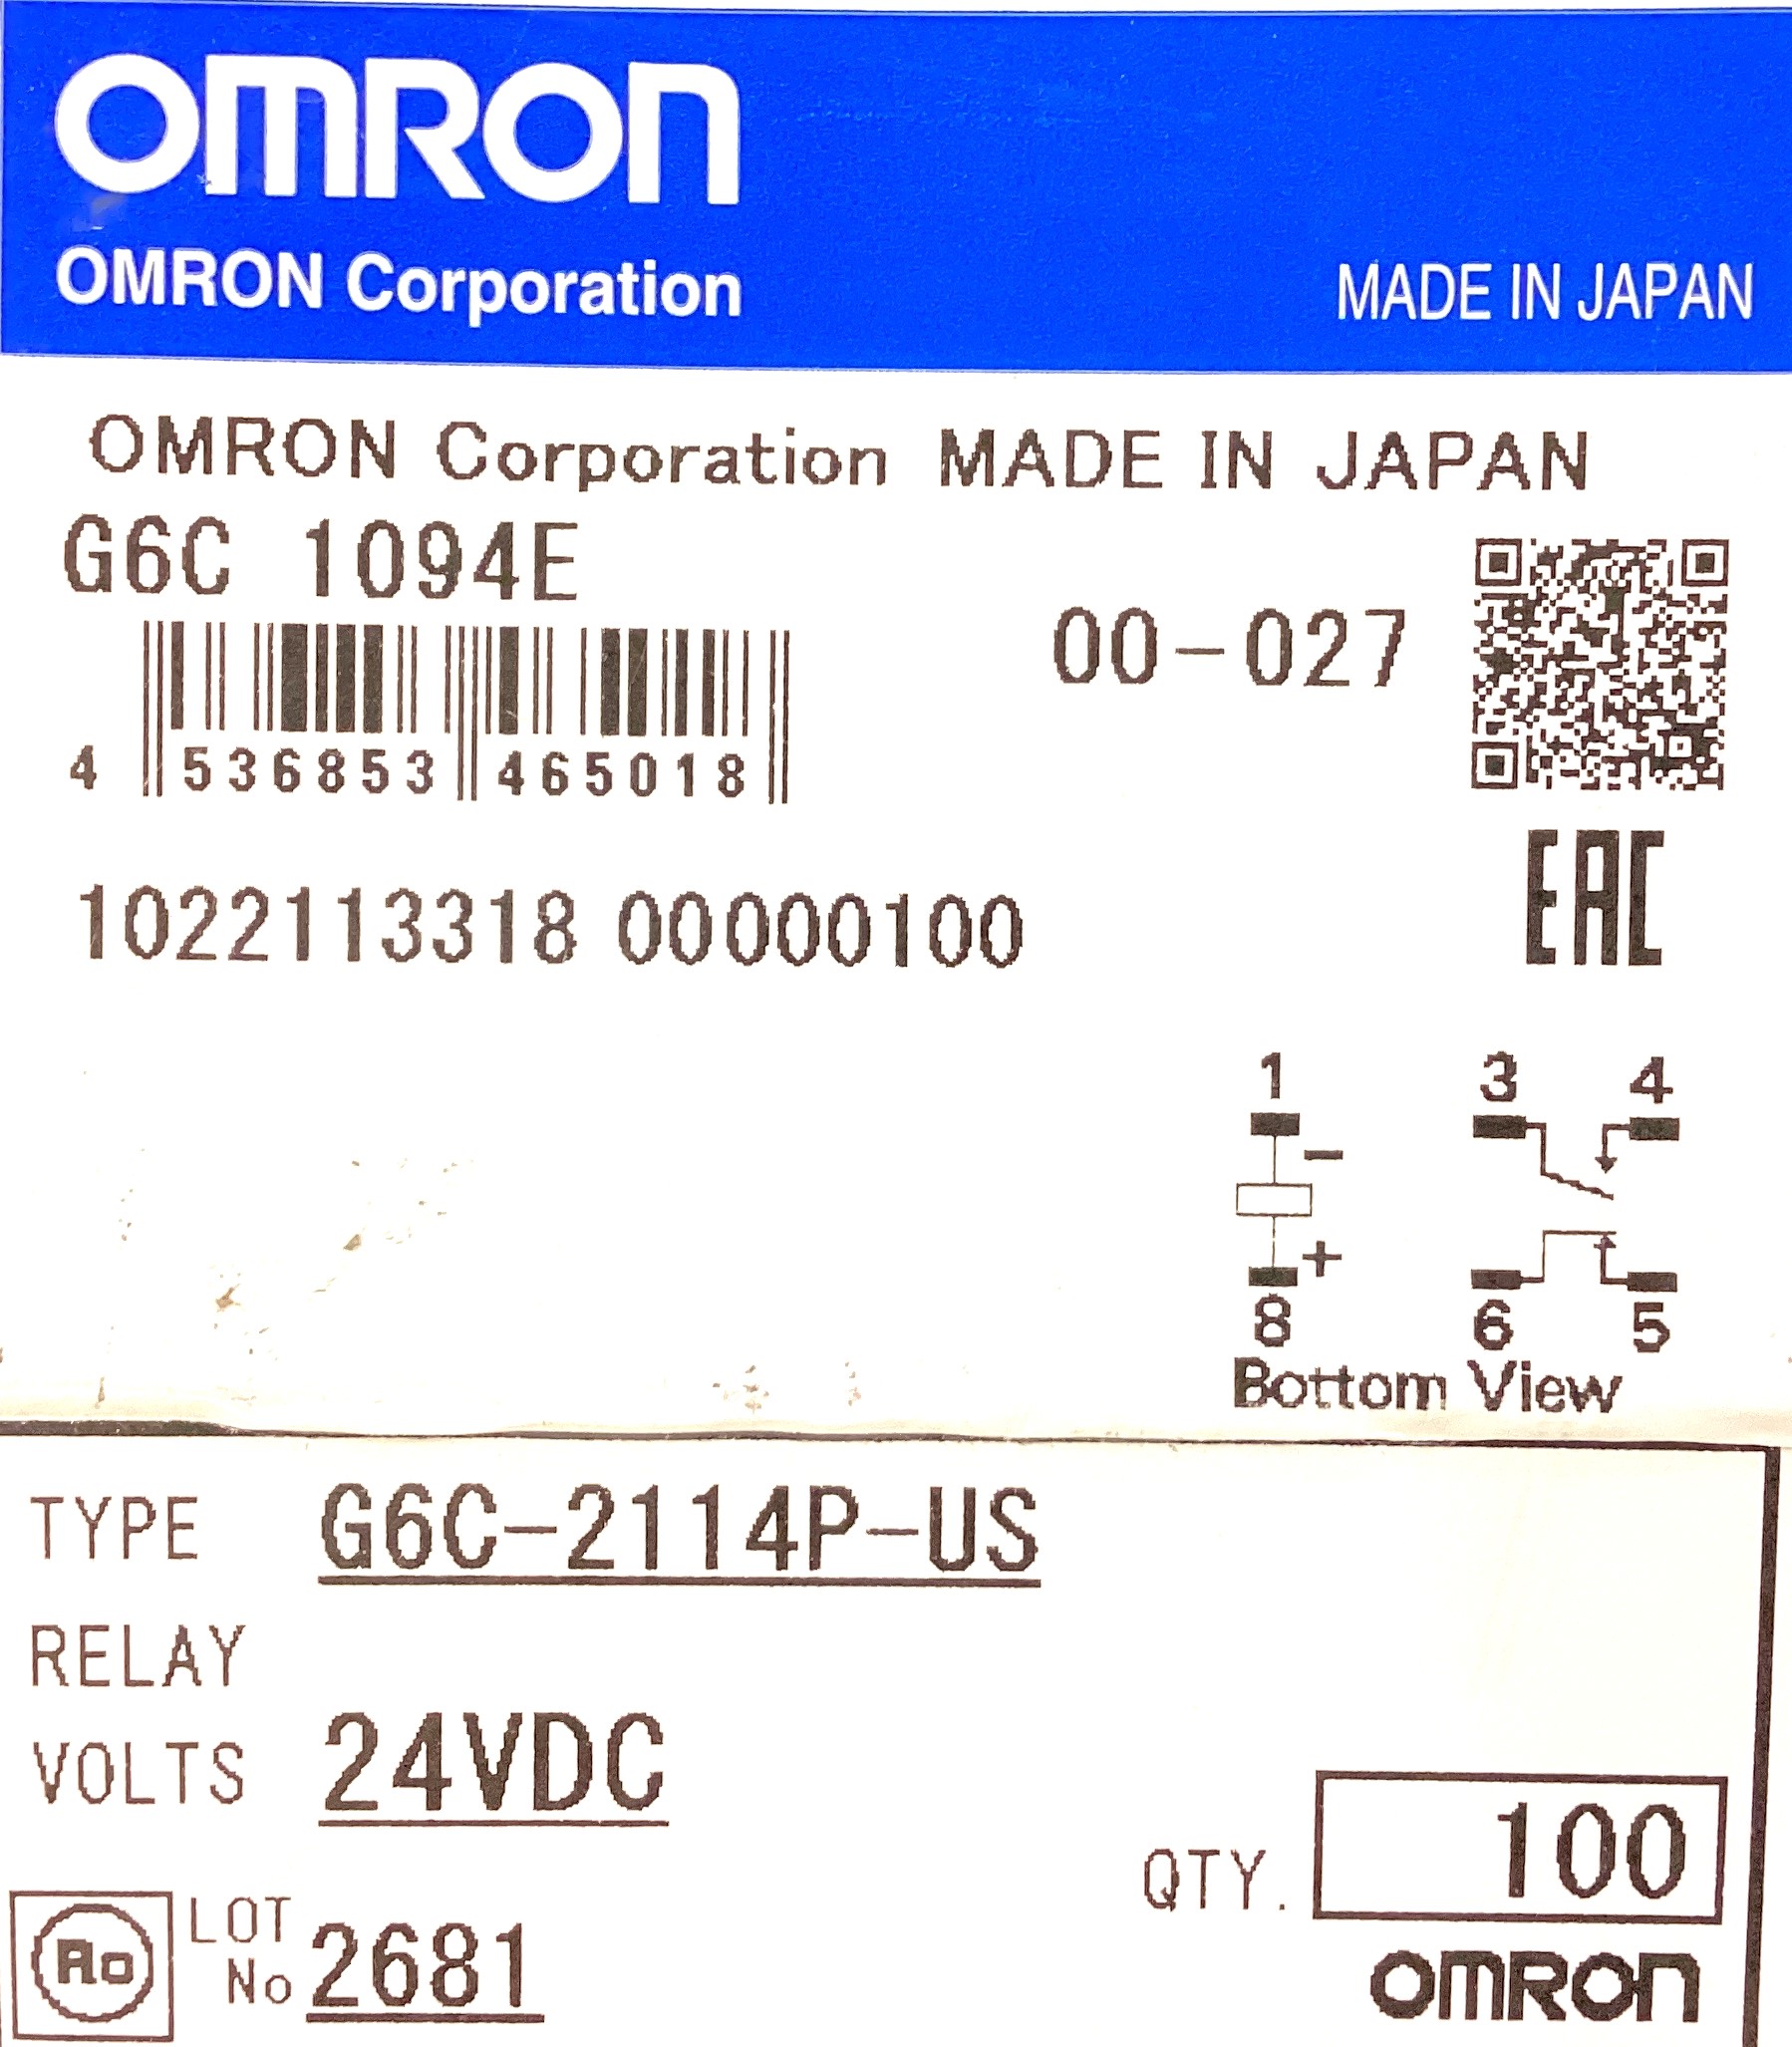 OMRON
OMRON Corporation
MADE IN JAPAN
OMRON Corporation MADE IN JAPAN
G6C 1094E
00-027
4 536853 465018
EAC
1022113318 00000100
1 3 4
−
+
8 6 5
Bottom View
TYPE G6C-2114P-US
RELAY
VOLTS 24VDC
QTY. 100
Ro LOT No 2681
OMRON